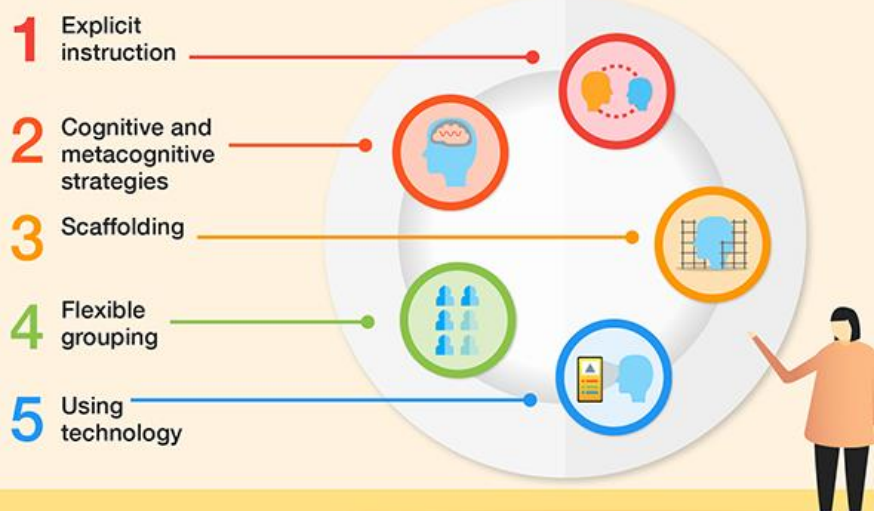 1 Explicit
instruction
2 Cognitive and
metacognitive
strategies
3 Scaffolding
4 Flexible
grouping
5 Using
technology